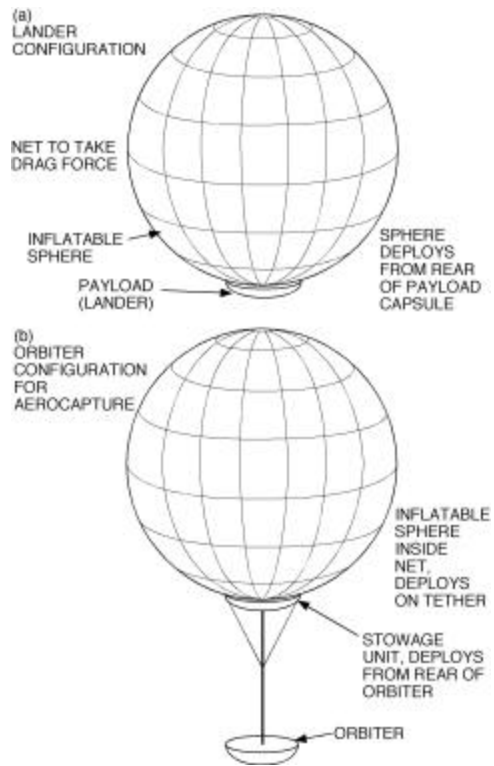 (a)
LANDER
CONFIGURATION
NET TO TAKE
DRAG FORCE
INFLATABLE
SPHERE
PAYLOAD
(LANDER)
SPHERE
DEPLOYS
FROM REAR
OF PAYLOAD
CAPSULE
(b)
ORBITER
CONFIGURATION
FOR
AEROCAPTURE
INFLATABLE
SPHERE
INSIDE
NET,
DEPLOYS
ON TETHER
STOWAGE
UNIT, DEPLOYS
FROM REAR OF
ORBITER
ORBITER